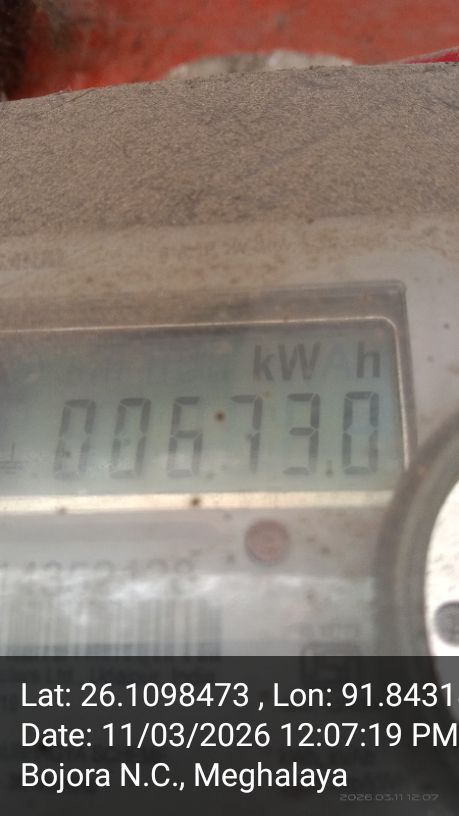 kWh
00673.0
Lat: 26.1098473 , Lon: 91.8431
Date: 11/03/2026 12:07:19 PM
Bojora N.C., Meghalaya
2026.03.11 12:07